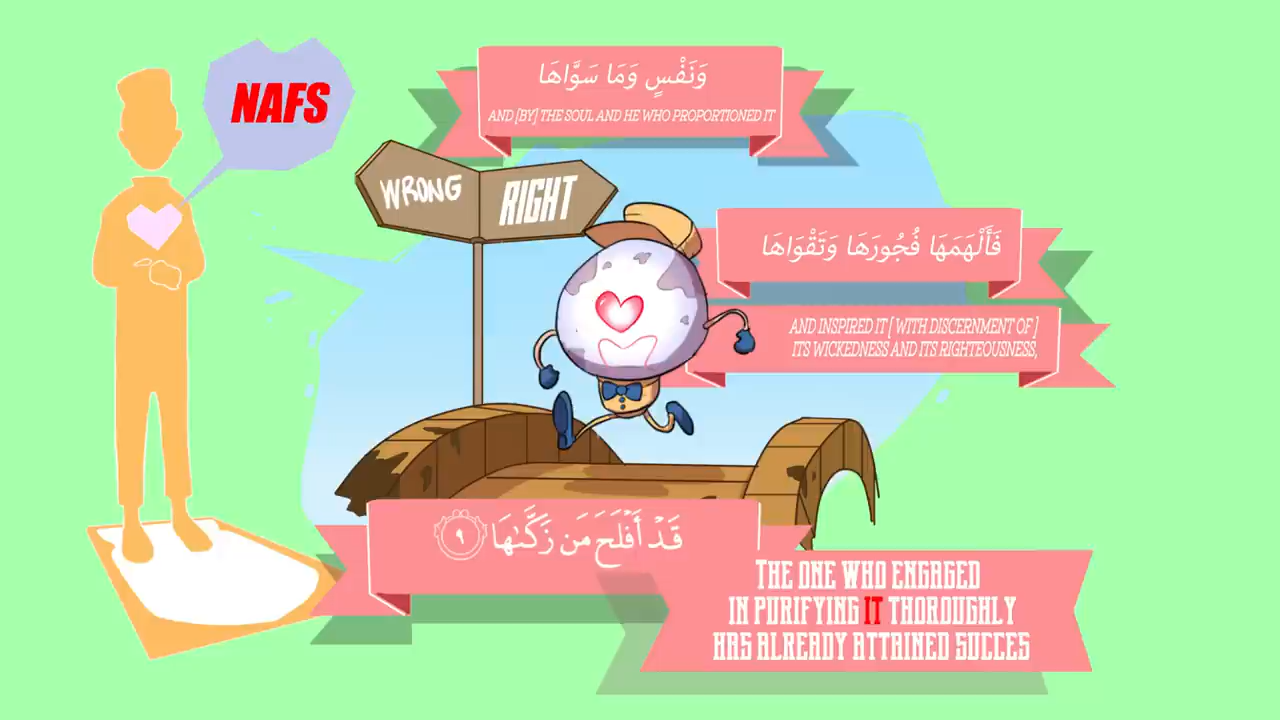 NAFS
وَنَفْسٍ وَمَا سَوَّاهَا
AND [BY] THE SOUL AND HE WHO PROPORTIONED IT
WRONG
RIGHT
فَأَلْهَمَهَا فُجُورَهَا وَتَقْوَاهَا
AND INSPIRED IT [ WITH DISCERNMENT OF ]
ITS WICKEDNESS AND ITS RIGHTEOUSNESS,
قَدْ أَفْلَحَ مَن زَكَّىٰهَا ٩
THE ONE WHO ENGAGED
IN PURIFYING IT THOROUGHLY
HAS ALREADY ATTAINED SUCCES